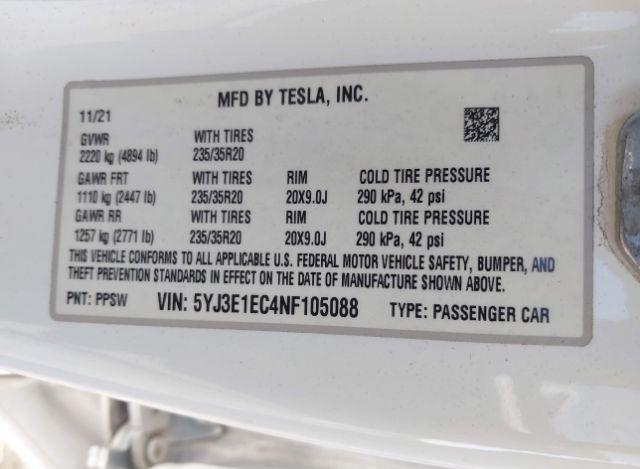 MFD BY TESLA, INC.
11/21
GVWR WITH TIRES
2220 kg (4894 lb) 235/35R20
GAWR FRT WITH TIRES RIM COLD TIRE PRESSURE
1110 kg (2447 lb) 235/35R20 20X9.0J 290 kPa, 42 psi
GAWR RR WITH TIRES RIM COLD TIRE PRESSURE
1257 kg (2771 lb) 235/35R20 20X9.0J 290 kPa, 42 psi
THIS VEHICLE CONFORMS TO ALL APPLICABLE U.S. FEDERAL MOTOR VEHICLE SAFETY, BUMPER, AND
THEFT PREVENTION STANDARDS IN EFFECT ON THE DATE OF MANUFACTURE SHOWN ABOVE.
PNT: PPSW VIN: 5YJ3E1EC4NF105088 TYPE: PASSENGER CAR